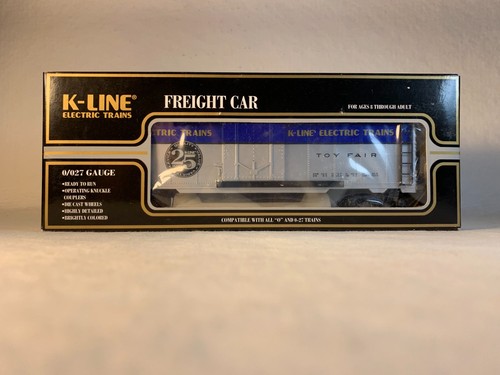 K-LINE®
ELECTRIC TRAINS
FREIGHT CAR
FOR AGES 8 THROUGH ADULT
TRIC TRAINS
K-LINE ELECTRIC TRAINS
25
TOY FAIR
0/027 GAUGE
•READY TO RUN
•OPERATING KNUCKLE
COUPLERS
•DIE CAST WHEELS
•HIGHLY DETAILED
•BRIGHTLY COLORED
COMPATIBLE WITH ALL "O" AND 0-27 TRAINS